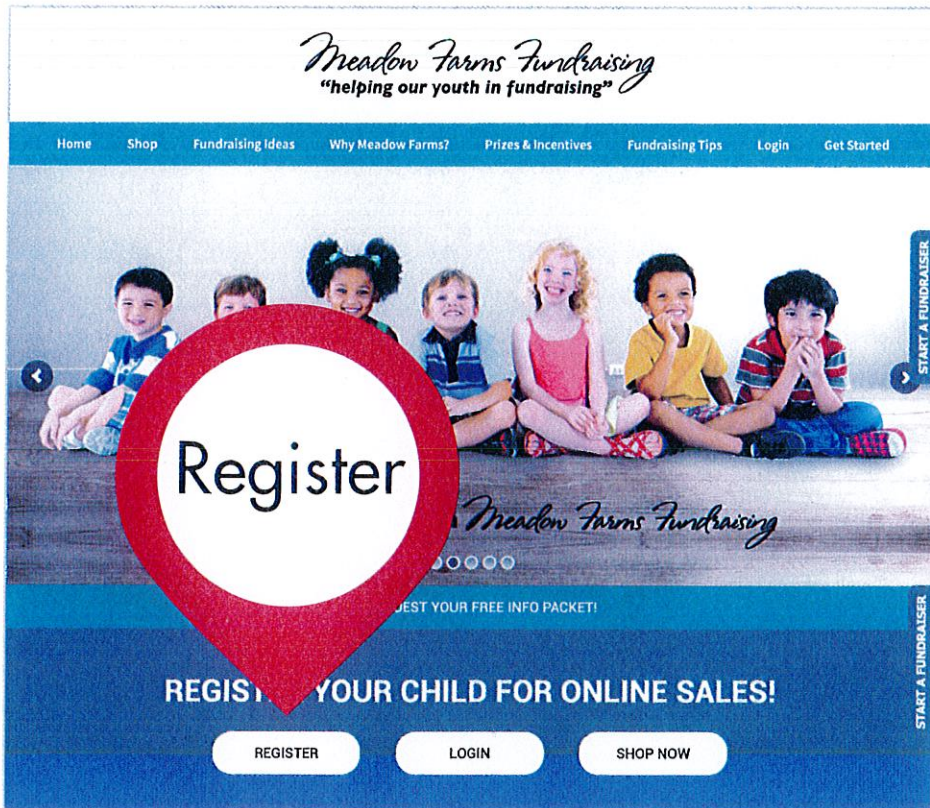 Meadow Farms Fundraising
“helping our youth in fundraising”
Home Shop Fundraising Ideas Why Meadow Farms? Prizes & Incentives Fundraising Tips Login Get Started
START A FUNDRAISER
Register
Meadow Farms Fundraising
YOUR FREE INFO PACKET!
START A FUNDRAISER
YOUR CHILD FOR ONLINE SALES!
REGISTER LOGIN SHOP NOW